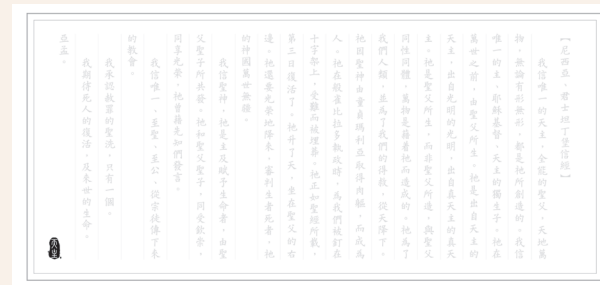 【尼西亞．君士坦丁堡信經】
我信唯一的天主，全能的聖父，天地萬
物，無論有形無形，都是祂所創造的。我信
唯一的主、耶穌基督、天主的獨生子。祂在
萬世之前，由聖父所生。祂是出自天主的
天主，出自光明的光明，出自真天主的真天
主。祂是聖父所生，而非聖父所造，與聖父
同性同體，萬物是藉著祂而造成的。祂為了
我們人類，並為了我們的得救，從天降下。
祂因聖神由童貞瑪利亞取得肉軀，而成為
人。祂在般雀比拉多執政時，為我們被釘在
十字架上，受難而被埋葬。祂正如聖經所載，
第三日復活了。祂升了天，坐在聖父的右
邊。祂還要光榮地降來，審判生者死者，祂
的神國萬世無疆。
我信聖神，祂是主及賦予生命者，由聖
父聖子所共發。祂和聖父聖子，同受欽崇，
同享光榮，祂曾藉先知們發言。
我信唯一、至聖、至公、從宗徒傳下來
的教會。
我承認赦罪的聖洗，只有一個。
我期待死人的復活，及來世的生命。
亞孟。